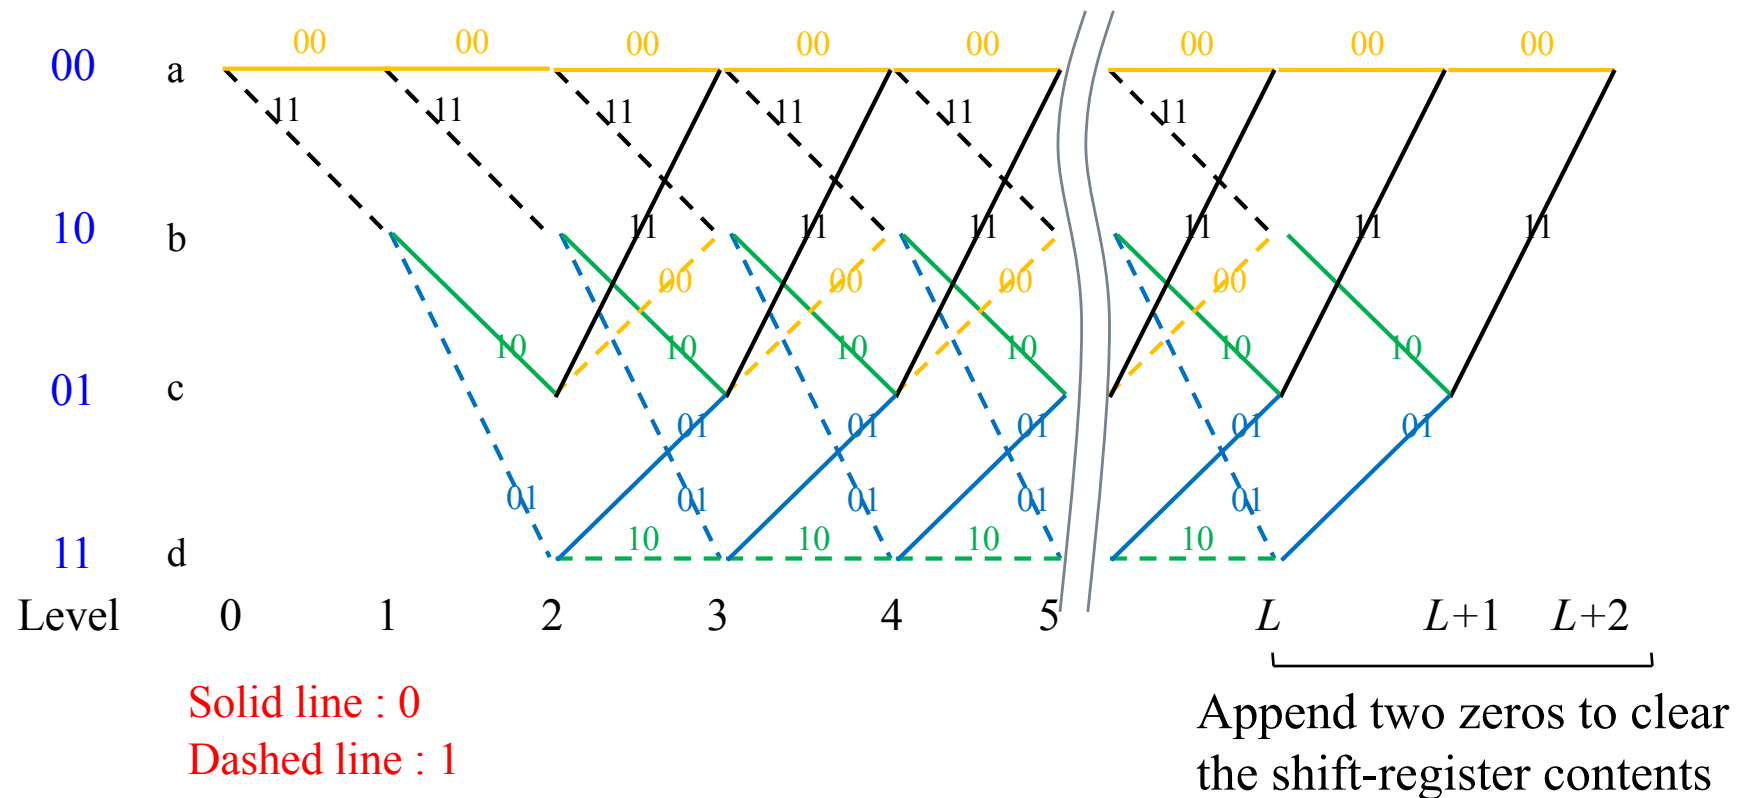 00 00 00 00 00 00 00 00
00 a
11 11 11 11 11 11
10 b
11 11 11 11 11 11
00 00 00 00
10 10 10 10 10 10
01 c
01 01 01 01 01
01 01 01 01 01
10 10 10 10
11 d
Level 0 1 2 3 4 5 L L+1 L+2
Solid line : 0
Dashed line : 1
Append two zeros to clear
the shift-register contents